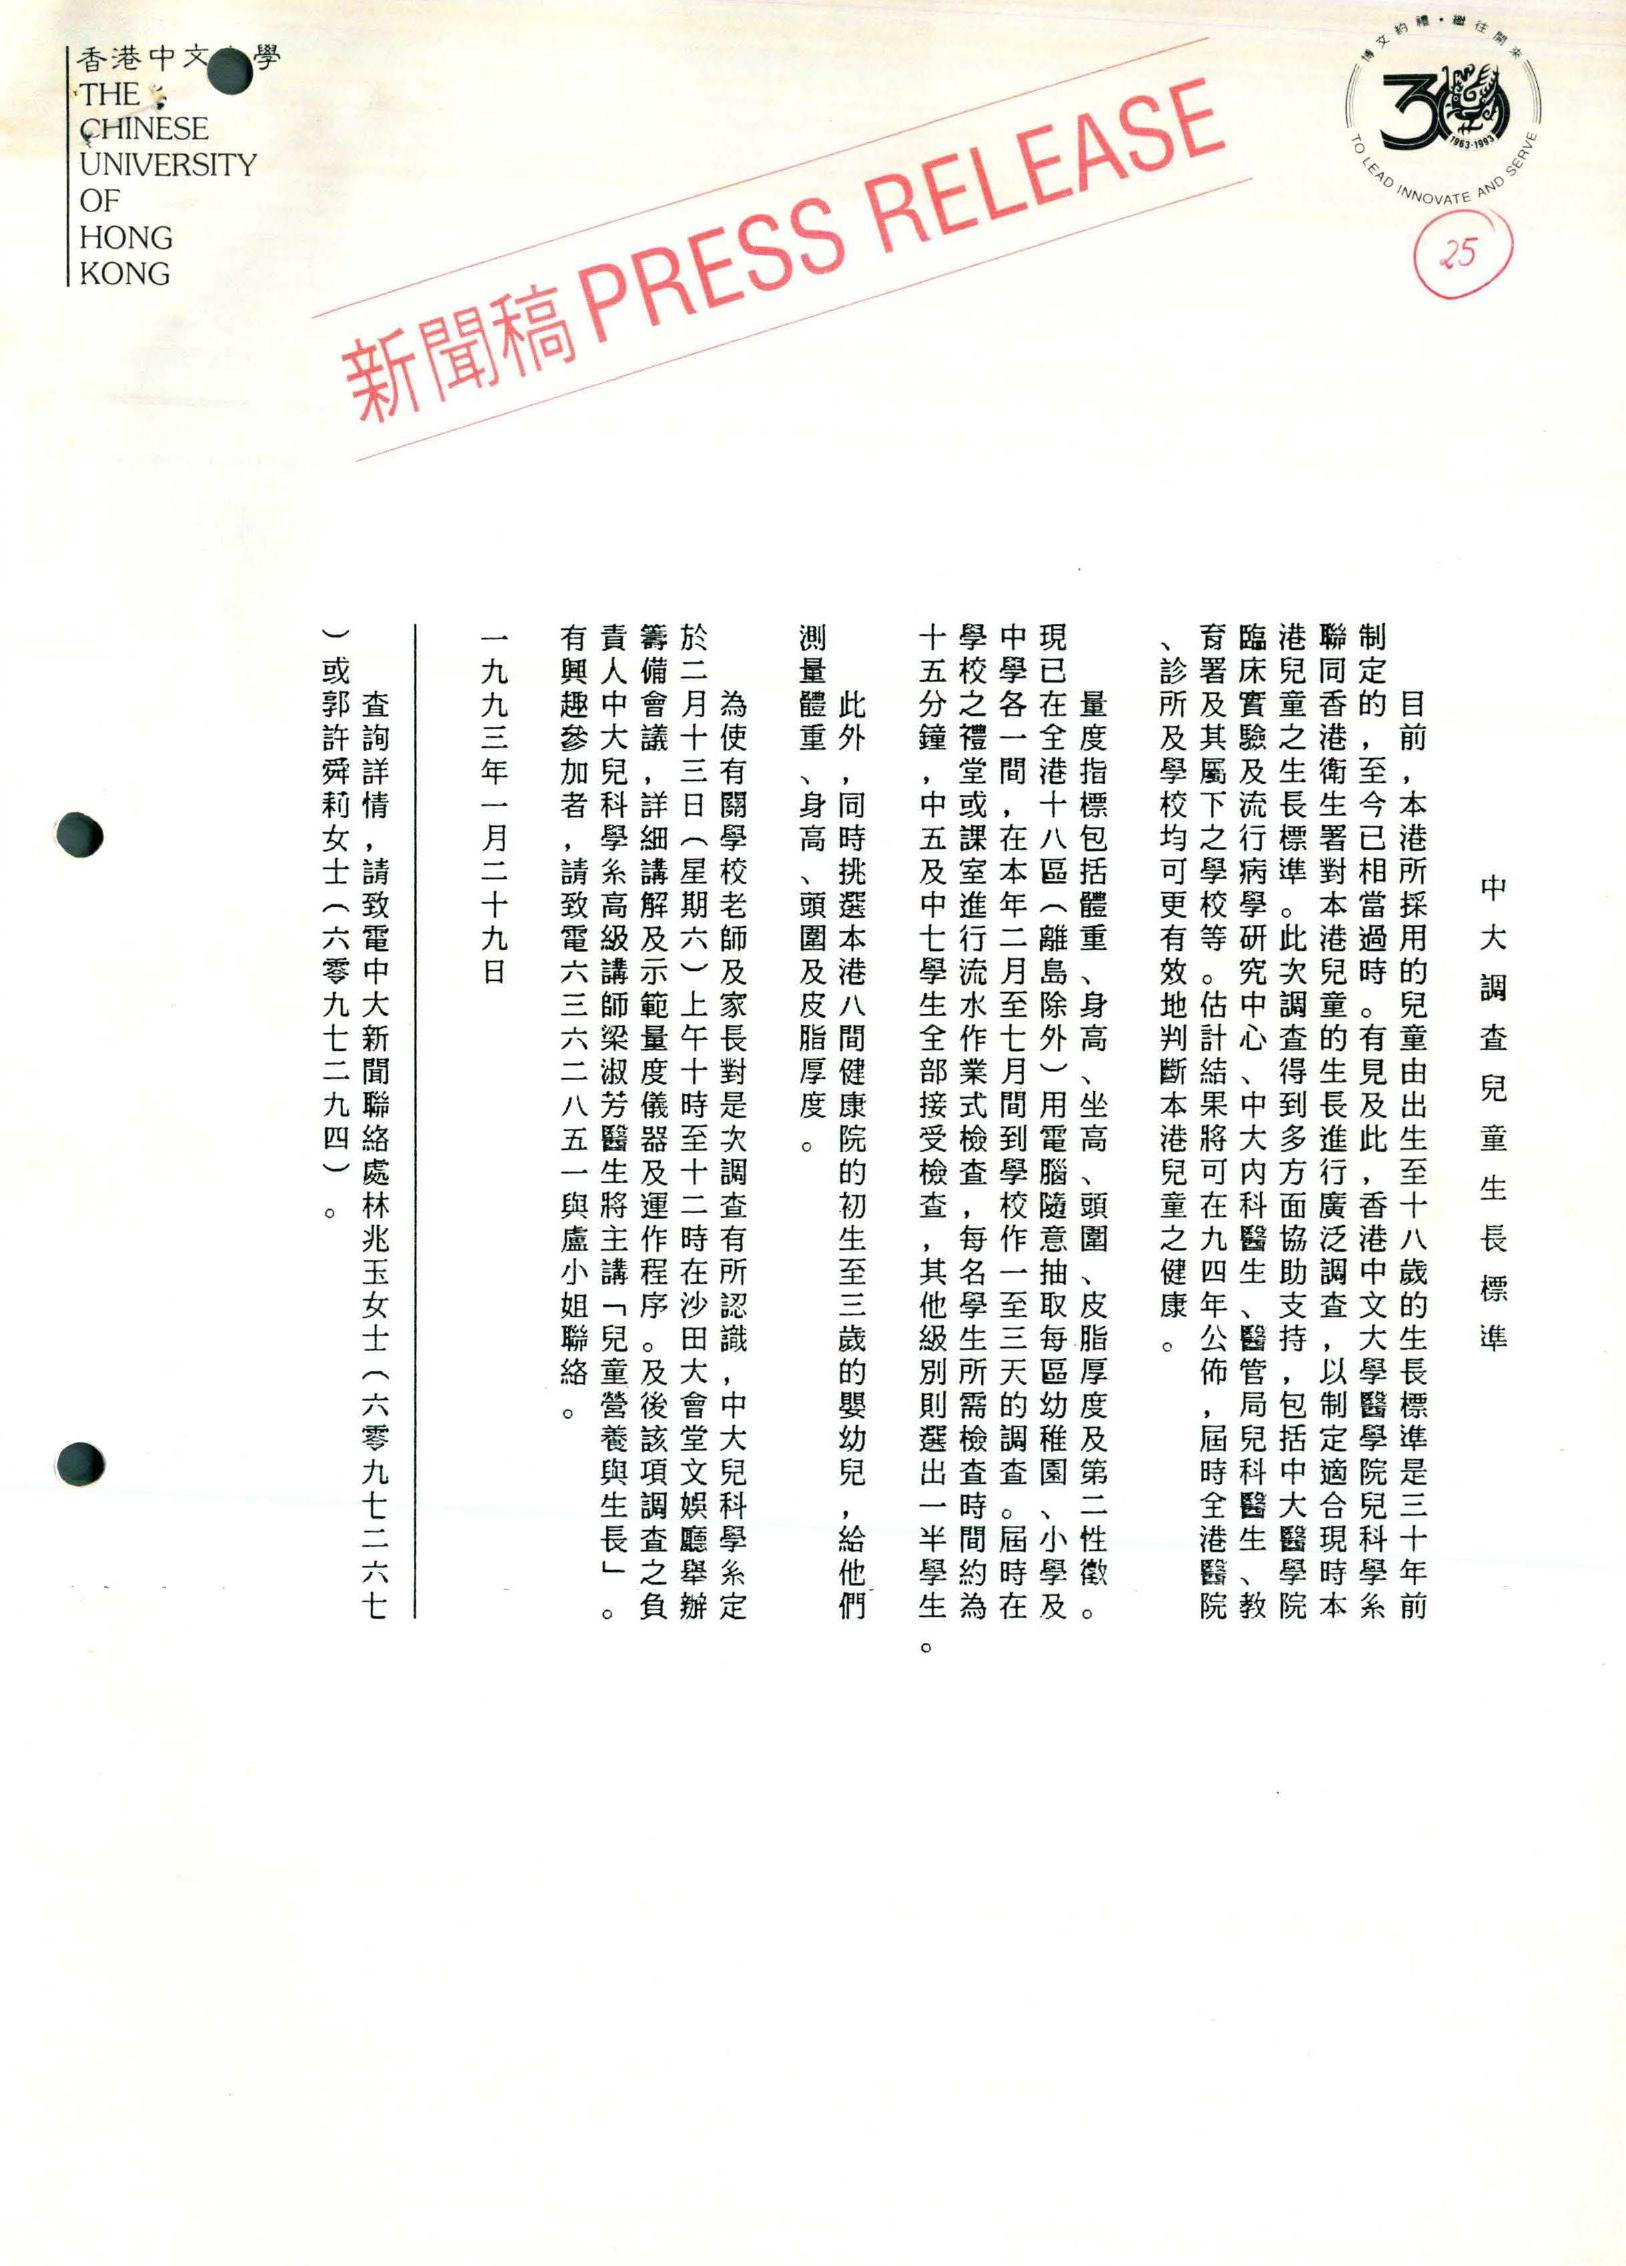 香港中文學
THE
CHINESE
UNIVERSITY
OF
HONG
KONG
博文約禮・繼往開來
30
1963-1993
TO LEAD INNOVATE AND SERVE
25
新聞稿 PRESS RELEASE
中大調查兒童生長標準
目前，本港所採用的兒童由出生至十八歲的生長標準是三十年前
制定的，至今已相當過時。有見及此，香港中文大學醫學院兒科學系
聯同香港衛生署對本港兒童的生長進行廣泛調查，以制定適合現時本
港兒童之生長標準。此次調查得到多方面協助支持，包括中大醫學院
臨床實驗及流行病學研究中心、中大內科醫生、醫管局兒科醫生、教
育署及其屬下之學校等。估計結果將可在九四年公佈，屆時全港醫院
、診所及學校均可更有效地判斷本港兒童之健康。
量度指標包括體重、身高、坐高、頭圍、皮脂厚度及第二性徵。
現已在全港十八區（離島除外）用電腦隨意抽取每區幼稚園、小學及
中學各一間，在本年二月至七月間到學校作一至三天的調查。屆時在
學校之禮堂或課室進行流水作業式檢查，每名學生所需檢查時間約為
十五分鐘，中五及中七學生全部接受檢查，其他級別則選出一半學生。
此外，同時挑選本港八間健康院的初生至三歲的嬰幼兒，給他們
測量體重、身高、頭圍及皮脂厚度。
為使有關學校老師及家長對是次調查有所認識，中大兒科學系定
於二月十三日（星期六）上午十時至十二時在沙田大會堂文娛廳舉辦
籌備會議，詳細講解及示範量度儀器及運作程序。及後該項調查之負
責人中大兒科學系高級講師梁淑芳醫生將主講「兒童營養與生長」。
有興趣參加者，請致電六三六二八五一與盧小姐聯絡。
一九九三年一月二十九日
查詢詳情，請致電中大新聞聯絡處林兆玉女士（六零九七二六七
）或郭許舜莉女士（六零九七二九四）。